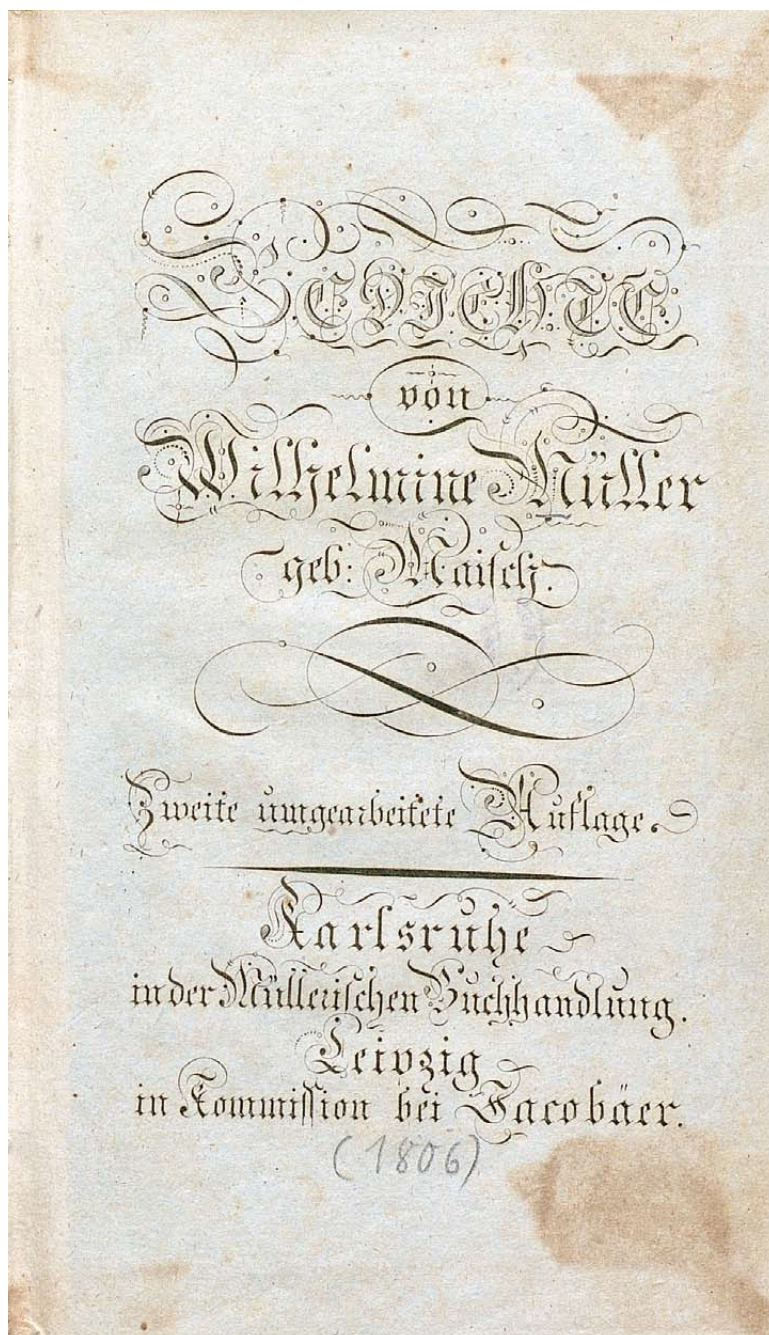 GEDICHTE
von
Wilhelmine Müller
geb: Maisch.
Zweite umgearbeitete Auflage.
Karlsruhe
in der Müllerischen Buchhandlung.
Leipzig
in Kommission bei Jacobäer.
(1806)